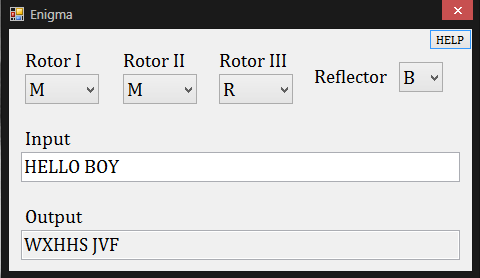 Enigma
HELP
Rotor I Rotor II Rotor III
M M R Reflector B
Input
HELLO BOY
Output
WXHHS JVF